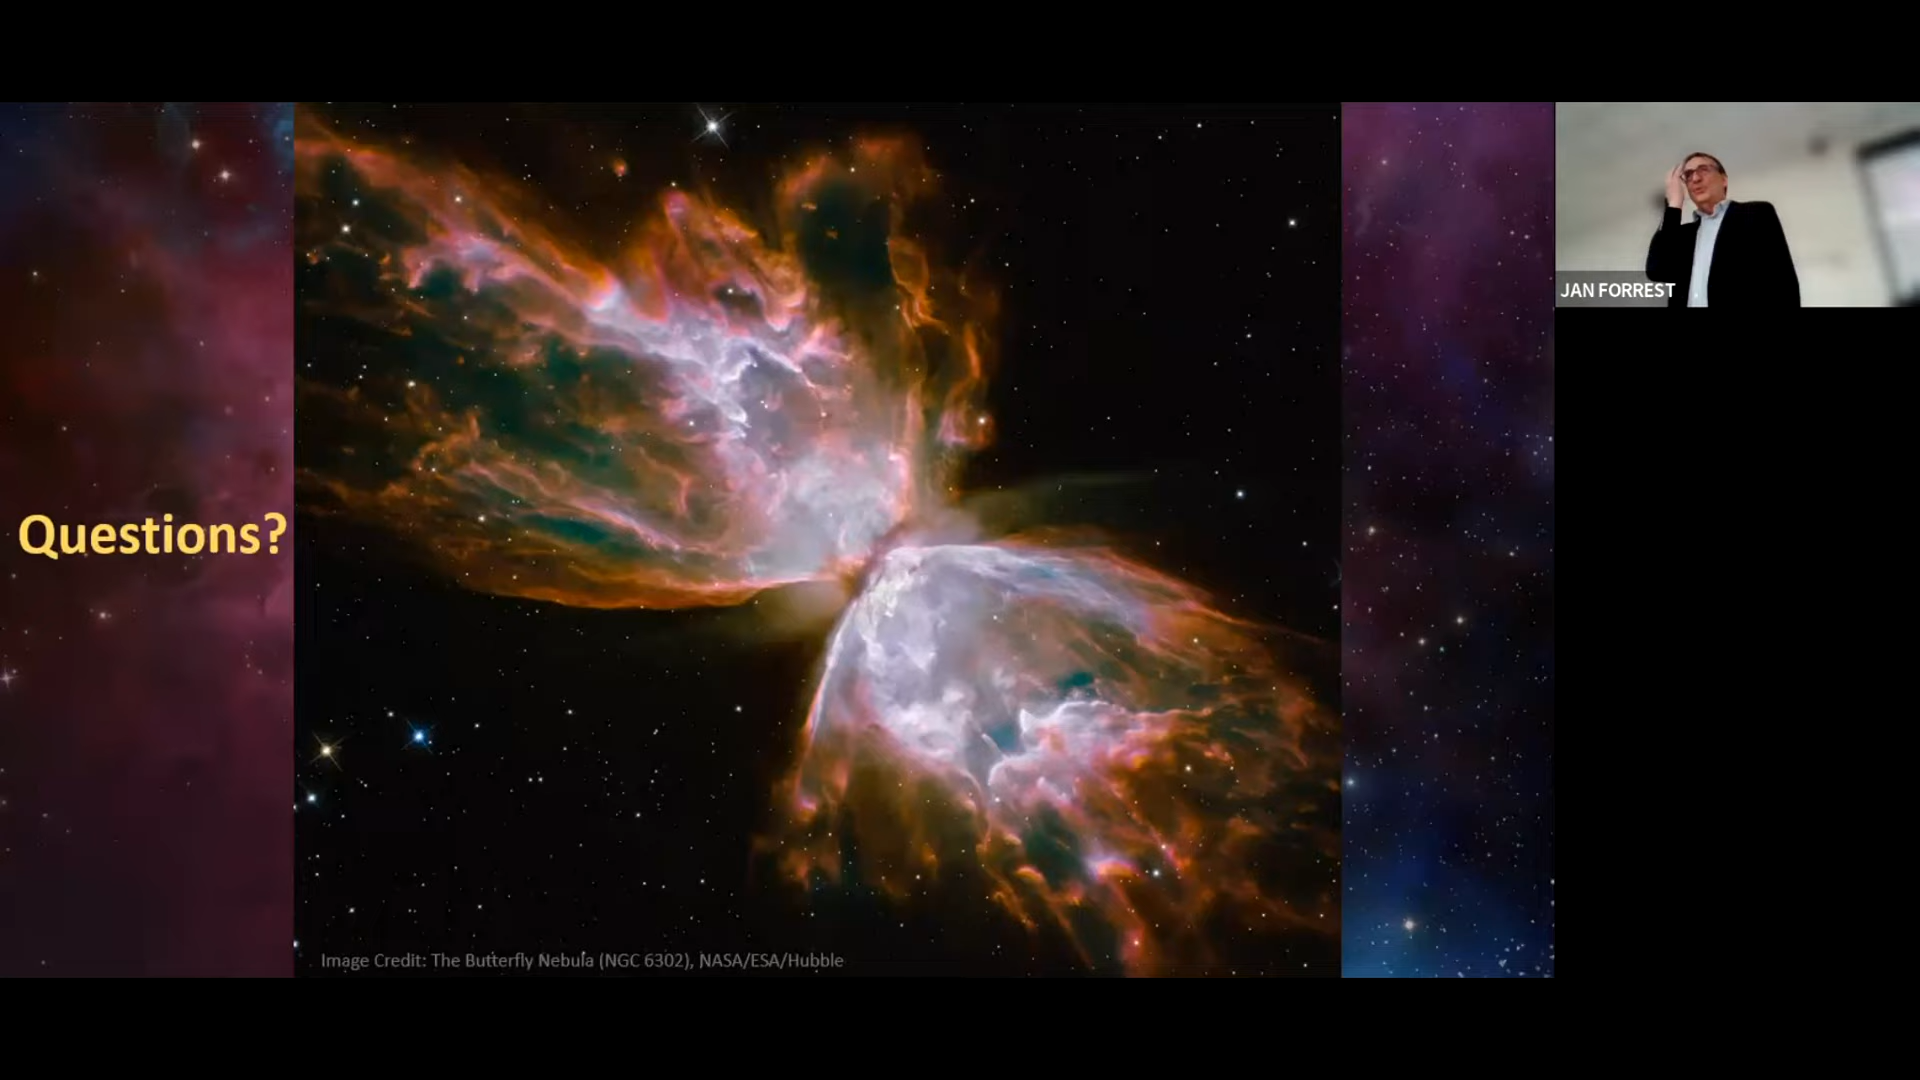 Questions?
JAN FORREST
Image Credit: The Butterfly Nebula (NGC 6302), NASA/ESA/Hubble